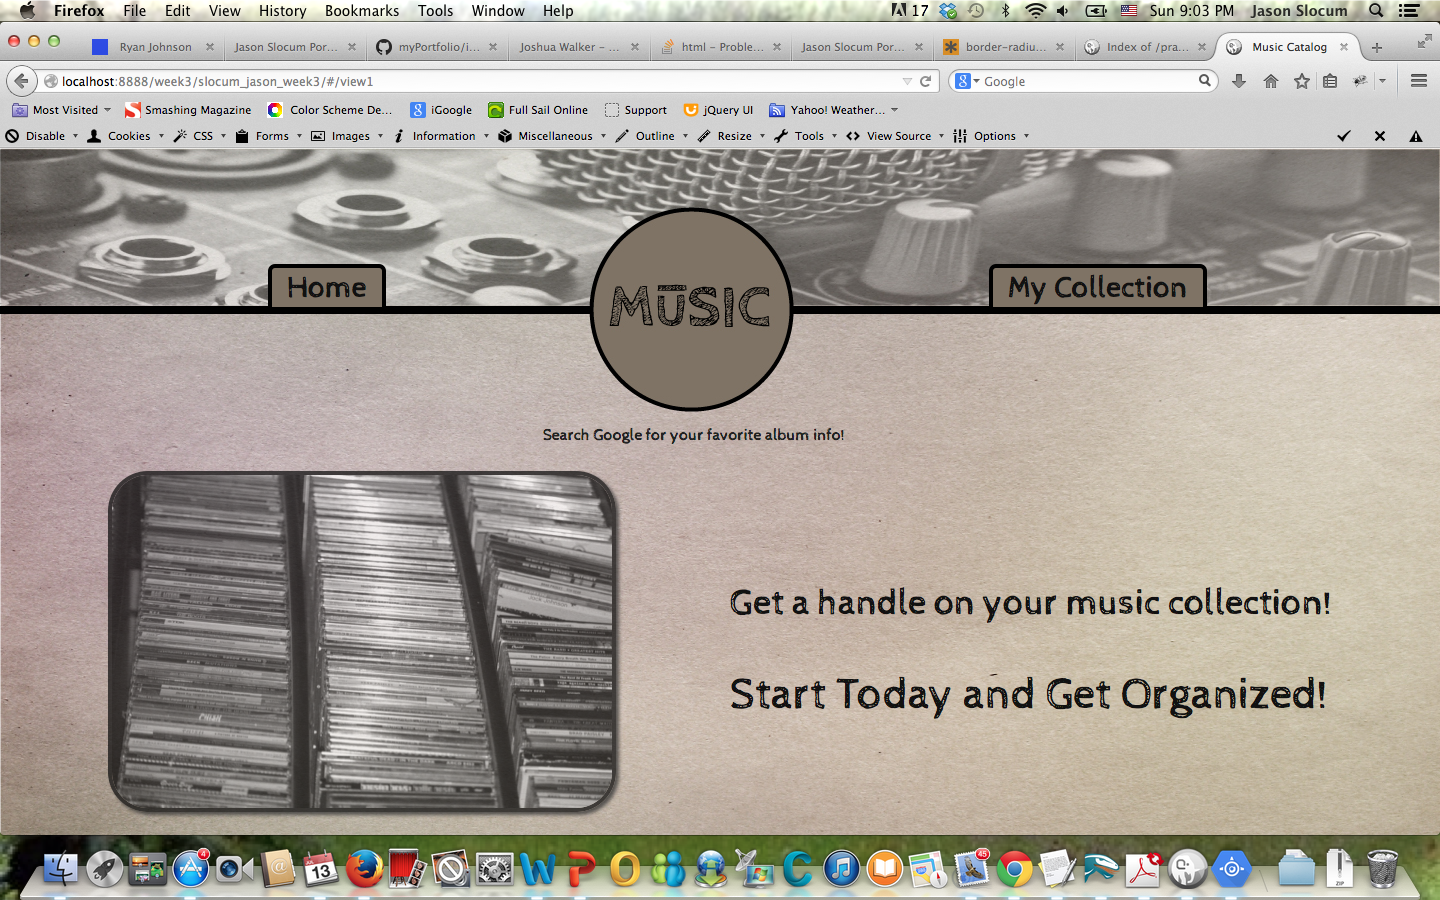 Firefox File Edit View History Bookmarks Tools Window Help 17 Sun 9:03 PM Jason Slocum
Ryan Johnson Jason Slocum Por... myPortfolio/i... Joshua Walker – ... html – Proble... Jason Slocum Por... border-radiu... Index of /pra... Music Catalog
localhost:8888/week3/slocum_jason_week3/#/view1 Google
Most Visited Smashing Magazine Color Scheme De... iGoogle Full Sail Online Support jQuery UI Yahoo! Weather...
Disable Cookies CSS Forms Images Information Miscellaneous Outline Resize Tools View Source Options
Home
MūSIC
My Collection
Search Google for your favorite album info!
Get a handle on your music collection!
Start Today and Get Organized!
4
13
45
ZIP